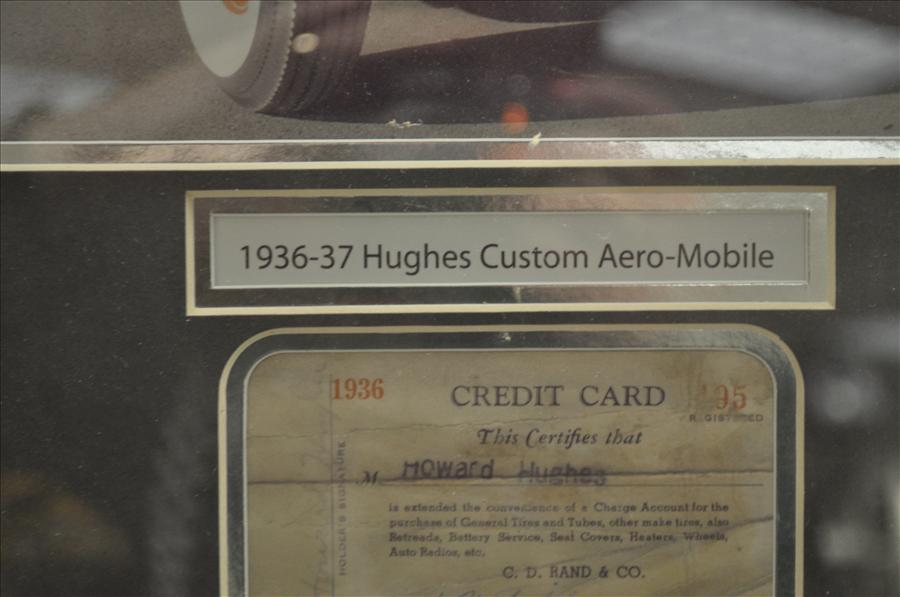 1936-37 Hughes Custom Aero-Mobile
1936 CREDIT CARD 95
REGISTERED
This Certifies that
M Howard Hughes
HOLDER'S SIGNATURE
is extended the convenience of a Charge Account for the
purchase of General Tires and Tubes, other make tires, also
Retreads, Battery Service, Seat Covers, Heaters, Wheels,
Auto Radios, etc.
C. D. RAND & CO.